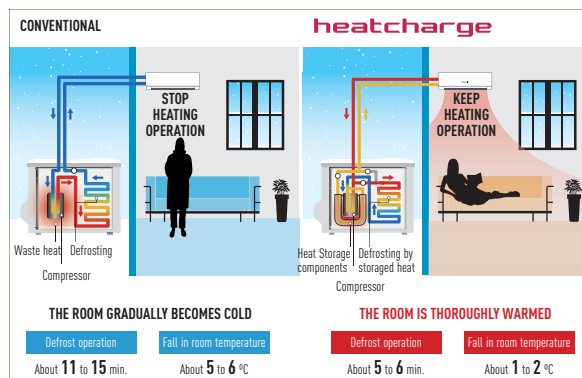 CONVENTIONAL
STOP
HEATING
OPERATION
Waste heat
Defrosting
Compressor
THE ROOM GRADUALLY BECOMES COLD
Defrost operation
Fall in room temperature
About 11 to 15 min.
About 5 to 6 ºC
heatcharge
KEEP
HEATING
OPERATION
Heat Storage
components
Defrosting by
storaged heat
Compressor
THE ROOM IS THOROUGHLY WARMED
Defrost operation
Fall in room temperature
About 5 to 6 min.
About 1 to 2 ºC